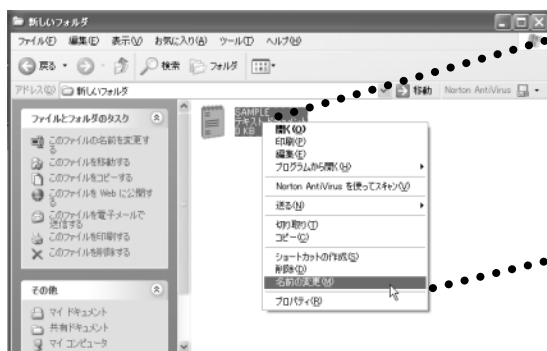 新しいフォルダ
ファイル(F) 編集(E) 表示(V) お気に入り(A) ツール(T) ヘルプ(H)
戻る 検索 フォルダ
アドレス(D) 新しいフォルダ 移動 Norton AntiVirus
ファイルとフォルダのタスク
このファイルの名前を変更す
る
このファイルを移動する
このファイルをコピーする
このファイルを Web に公開す
る
このファイルを電子メールで
送信する
このファイルを印刷する
このファイルを削除する
その他
マイ ドキュメント
共有ドキュメント
マイ コンピュータ
SAMPLE
テキスト ドキュメント
0 KB
開く(O)
印刷(P)
編集(E)
プログラムから開く(H)
Norton AntiVirus を使ってスキャン(V)
送る(N)
切り取り(T)
コピー(C)
ショートカットの作成(S)
削除(D)
名前の変更(M)
プロパティ(R)